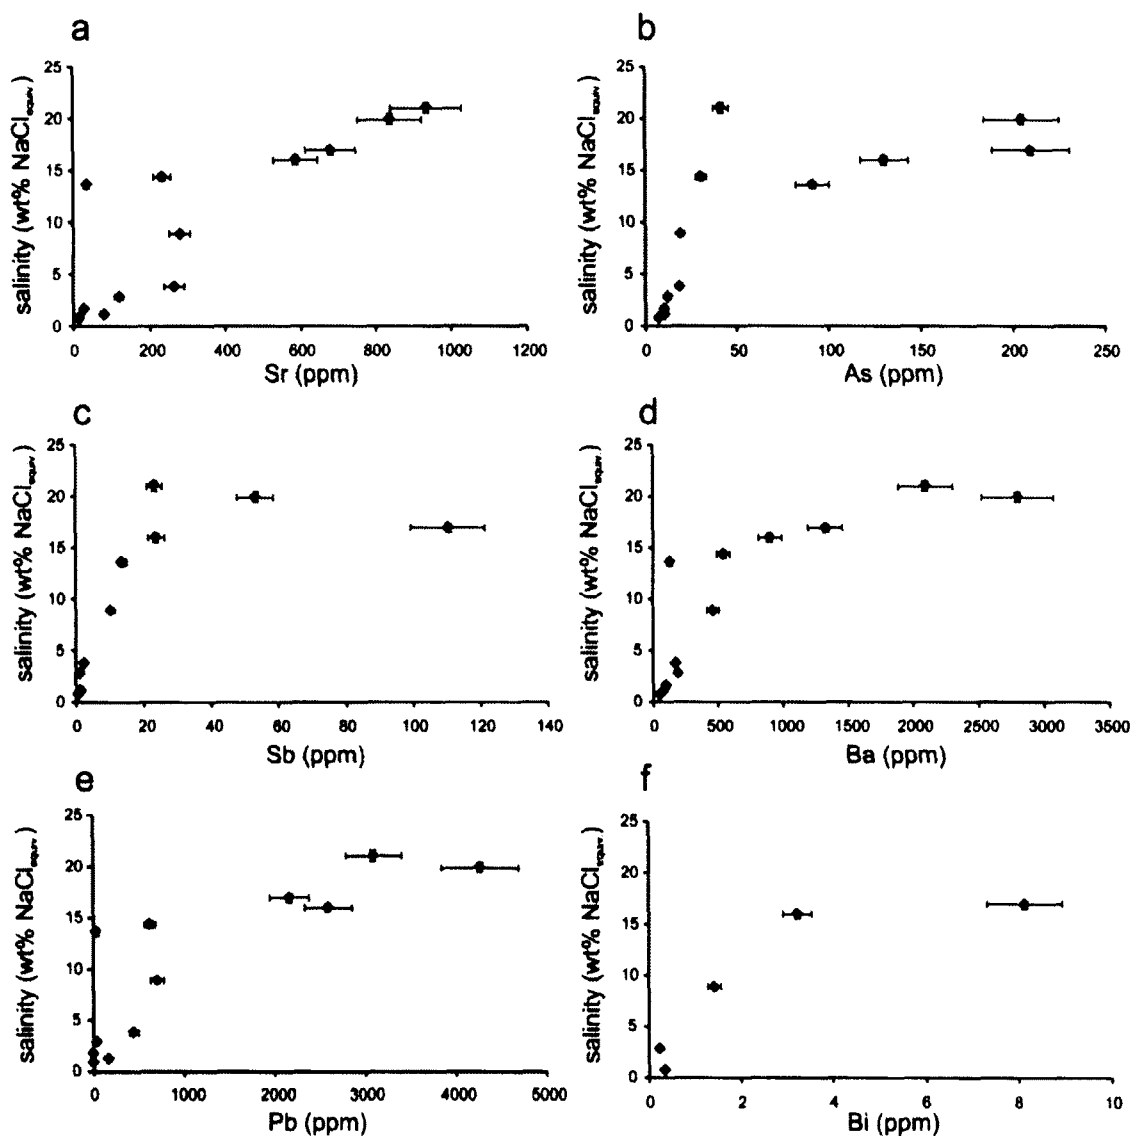 a
b
25
20
15
10
5
0
salinity (wt% NaCl equiv.)
0 200 400 600 800 1000 1200
Sr (ppm)
25
20
15
10
5
0
salinity (wt% NaCl equiv.)
0 50 100 150 200 250
As (ppm)
c
d
25
20
15
10
5
0
salinity (wt% NaCl equiv.)
0 20 40 60 80 100 120 140
Sb (ppm)
25
20
15
10
5
0
salinity (wt% NaCl equiv.)
0 500 1000 1500 2000 2500 3000 3500
Ba (ppm)
e
f
25
20
15
10
5
0
salinity (wt% NaCl equiv.)
0 1000 2000 3000 4000 5000 6000
Pb (ppm)
25
20
15
10
5
0
salinity (wt% NaCl equiv.)
0 2 4 6 8 10
Bi (ppm)